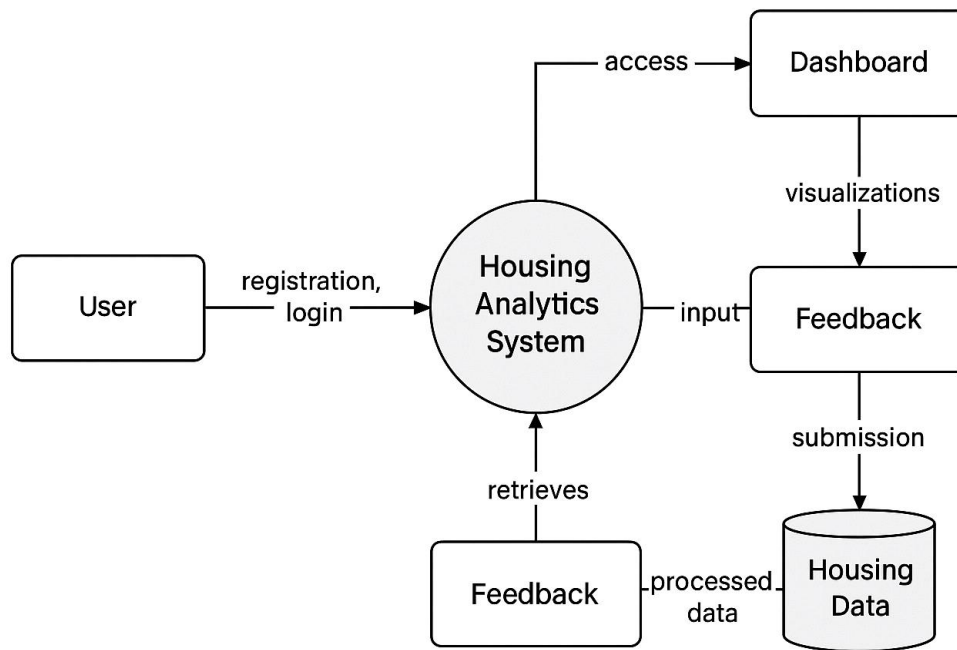 access
Dashboard
visualizations
registration,
login
User
Housing
Analytics
System
input
Feedback
submission
retrieves
Feedback
processed
data
Housing
Data